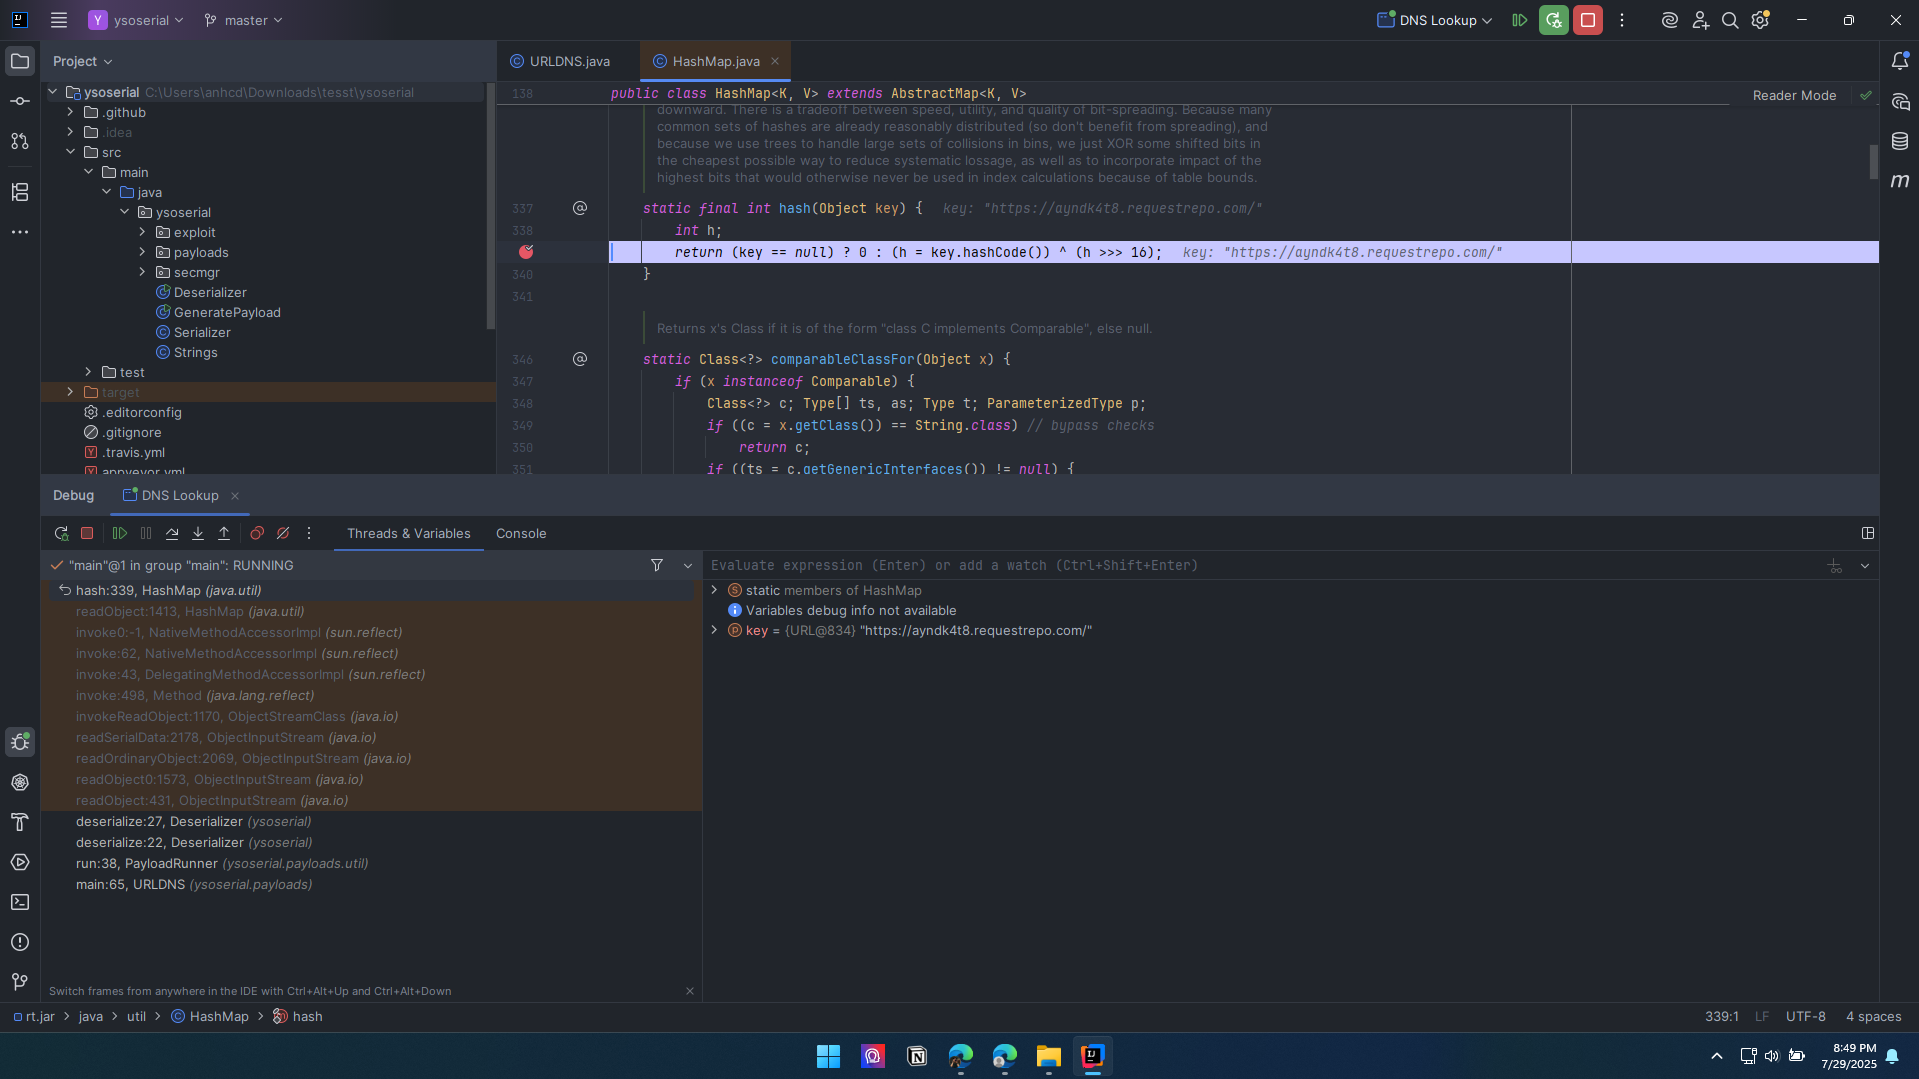 Y ysoserial master DNS Lookup
Project
URLDNS.java HashMap.java
ysoserial C:\Users\anhcd\Downloads\tesst\ysoserial
.github
.idea
src
main
java
ysoserial
exploit
payloads
secmgr
Deserializer
GeneratePayload
Serializer
Strings
test
target
.editorconfig
.gitignore
.travis.yml
appveyor.yml
138 public class HashMap<K, V> extends AbstractMap<K, V>
Reader Mode
downward. There is a tradeoff between speed, utility, and quality of bit-spreading. Because many
common sets of hashes are already reasonably distributed (so don't benefit from spreading), and
because we use trees to handle large sets of collisions in bins, we just XOR some shifted bits in
the cheapest possible way to reduce systematic lossage, as well as to incorporate impact of the
highest bits that would otherwise never be used in index calculations because of table bounds.
337 @ static final int hash(Object key) { key: "https://ayndk4t8.requestrepo.com/"
338 int h;
return (key == null) ? 0 : (h = key.hashCode()) ^ (h >>> 16); key: "https://ayndk4t8.requestrepo.com/"
340 }
341
Returns x's Class if it is of the form "class C implements Comparable", else null.
346 @ static Class<?> comparableClassFor(Object x) {
347 if (x instanceof Comparable) {
348 Class<?> c; Type[] ts, as; Type t; ParameterizedType p;
349 if ((c = x.getClass()) == String.class) // bypass checks
350 return c;
351 if ((ts = c.getGenericInterfaces()) != null) {
Debug DNS Lookup
Threads & Variables Console
"main"@1 in group "main": RUNNING
hash:339, HashMap (java.util)
readObject:1413, HashMap (java.util)
invoke0:-1, NativeMethodAccessorImpl (sun.reflect)
invoke:62, NativeMethodAccessorImpl (sun.reflect)
invoke:43, DelegatingMethodAccessorImpl (sun.reflect)
invoke:498, Method (java.lang.reflect)
invokeReadObject:1170, ObjectStreamClass (java.io)
readSerialData:2178, ObjectInputStream (java.io)
readOrdinaryObject:2069, ObjectInputStream (java.io)
readObject0:1573, ObjectInputStream (java.io)
readObject:431, ObjectInputStream (java.io)
deserialize:27, Deserializer (ysoserial)
deserialize:22, Deserializer (ysoserial)
run:38, PayloadRunner (ysoserial.payloads.util)
main:65, URLDNS (ysoserial.payloads)
Switch frames from anywhere in the IDE with Ctrl+Alt+Up and Ctrl+Alt+Down
Evaluate expression (Enter) or add a watch (Ctrl+Shift+Enter)
static members of HashMap
Variables debug info not available
key = {URL@834} "https://ayndk4t8.requestrepo.com/"
rt.jar > java > util > HashMap > hash
339:1 LF UTF-8 4 spaces
8:49 PM
7/29/2025